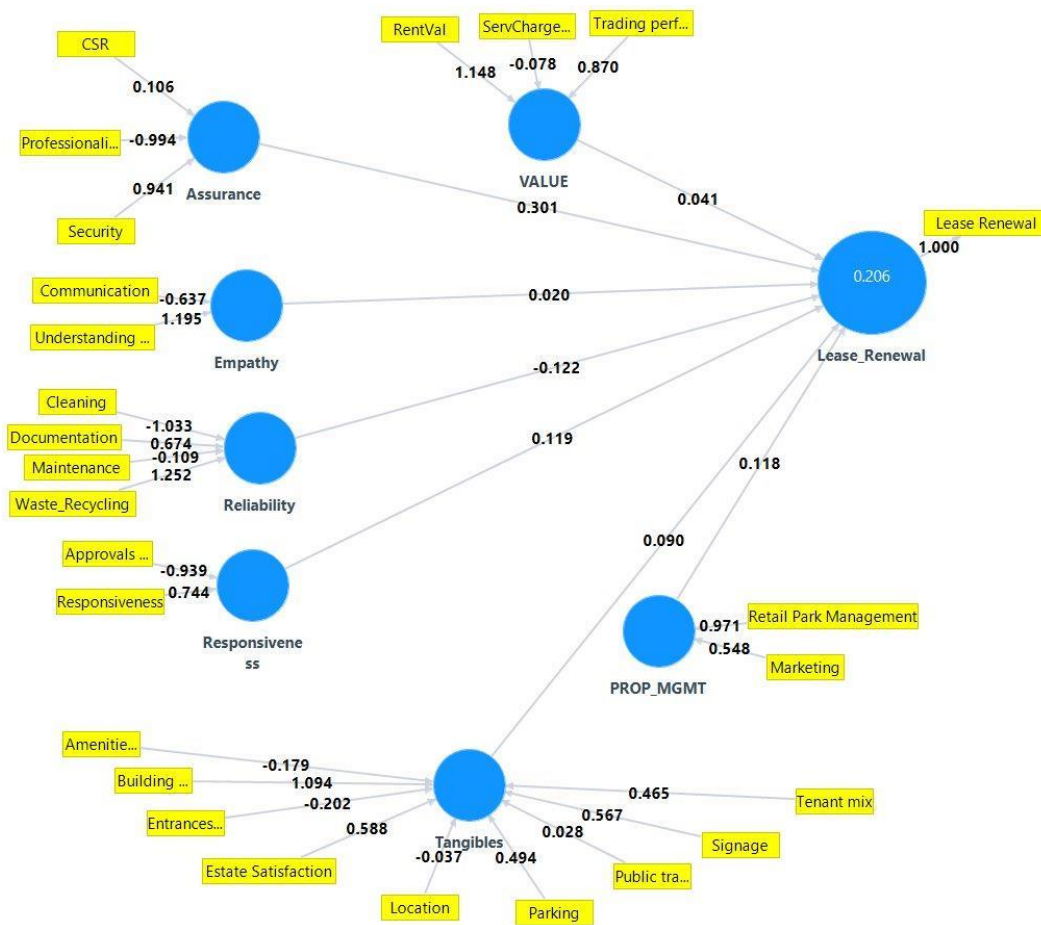 CSR
0.106
Professionali...
-0.994
0.941
Security
Assurance
RentVal
ServCharge...
Trading perf...
1.148
-0.078
0.870
VALUE
0.301
0.041
Lease Renewal
1.000
0.206
Lease_Renewal
Communication
-0.637
1.195
Understanding ...
Empathy
0.020
Cleaning
-1.033
Documentation
0.674
Maintenance
-0.109
1.252
Waste_Recycling
Reliability
-0.122
Approvals ...
-0.939
Responsiveness
0.744
Responsivene
ss
0.119
0.118
0.090
Retail Park Management
0.971
0.548
Marketing
PROP_MGMT
Amenitie...
-0.179
Building ...
1.094
Entrances...
-0.202
Estate Satisfaction
0.588
Location
-0.037
Tangibles
0.494
Parking
0.028
Public tra...
0.567
Signage
0.465
Tenant mix